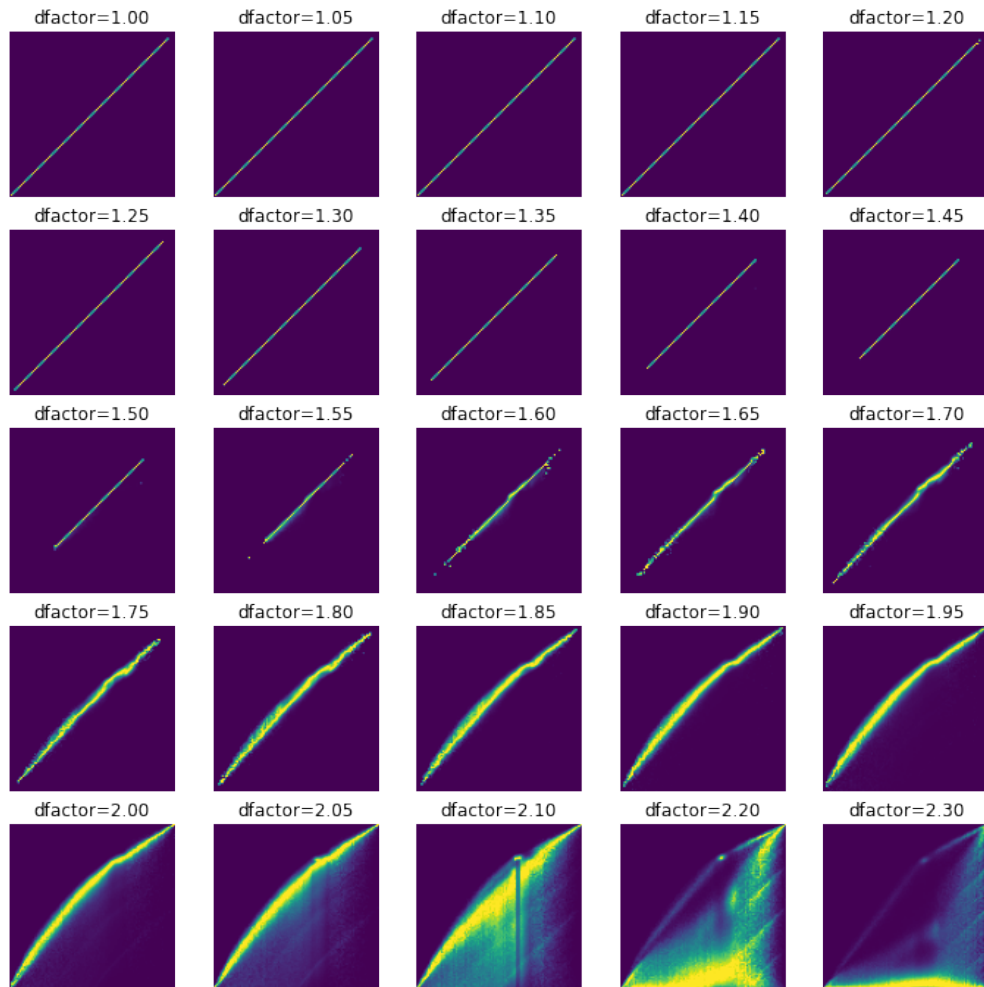 dfactor=1.00 dfactor=1.05 dfactor=1.10 dfactor=1.15 dfactor=1.20
dfactor=1.25 dfactor=1.30 dfactor=1.35 dfactor=1.40 dfactor=1.45
dfactor=1.50 dfactor=1.55 dfactor=1.60 dfactor=1.65 dfactor=1.70
dfactor=1.75 dfactor=1.80 dfactor=1.85 dfactor=1.90 dfactor=1.95
dfactor=2.00 dfactor=2.05 dfactor=2.10 dfactor=2.20 dfactor=2.30